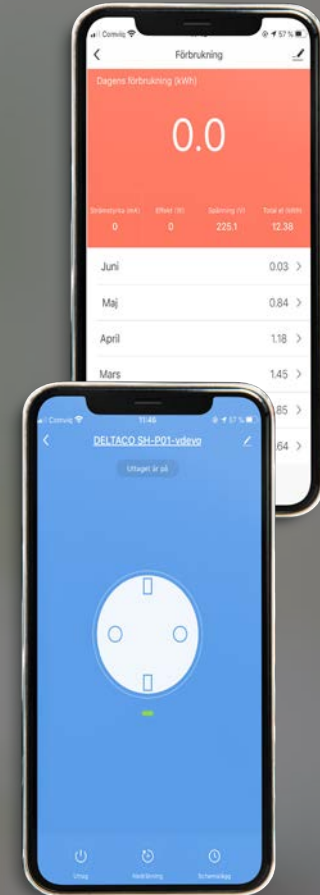 Comviq 57 %
Förbrukning
Dagens förbrukning (kWh)
0.0
Strömstyrka (mA) Effekt (W) Spänning (V) Total el (kWh)
0 0 225.1 12.38
Juni 0.03
Maj 0.84
April 1.18
Mars 1.45
.85
.64
Comviq 11:46 57 %
DELTACO SH-P01-vdevo
Uttaget är på
Uttag Nedräkning Schemalägg